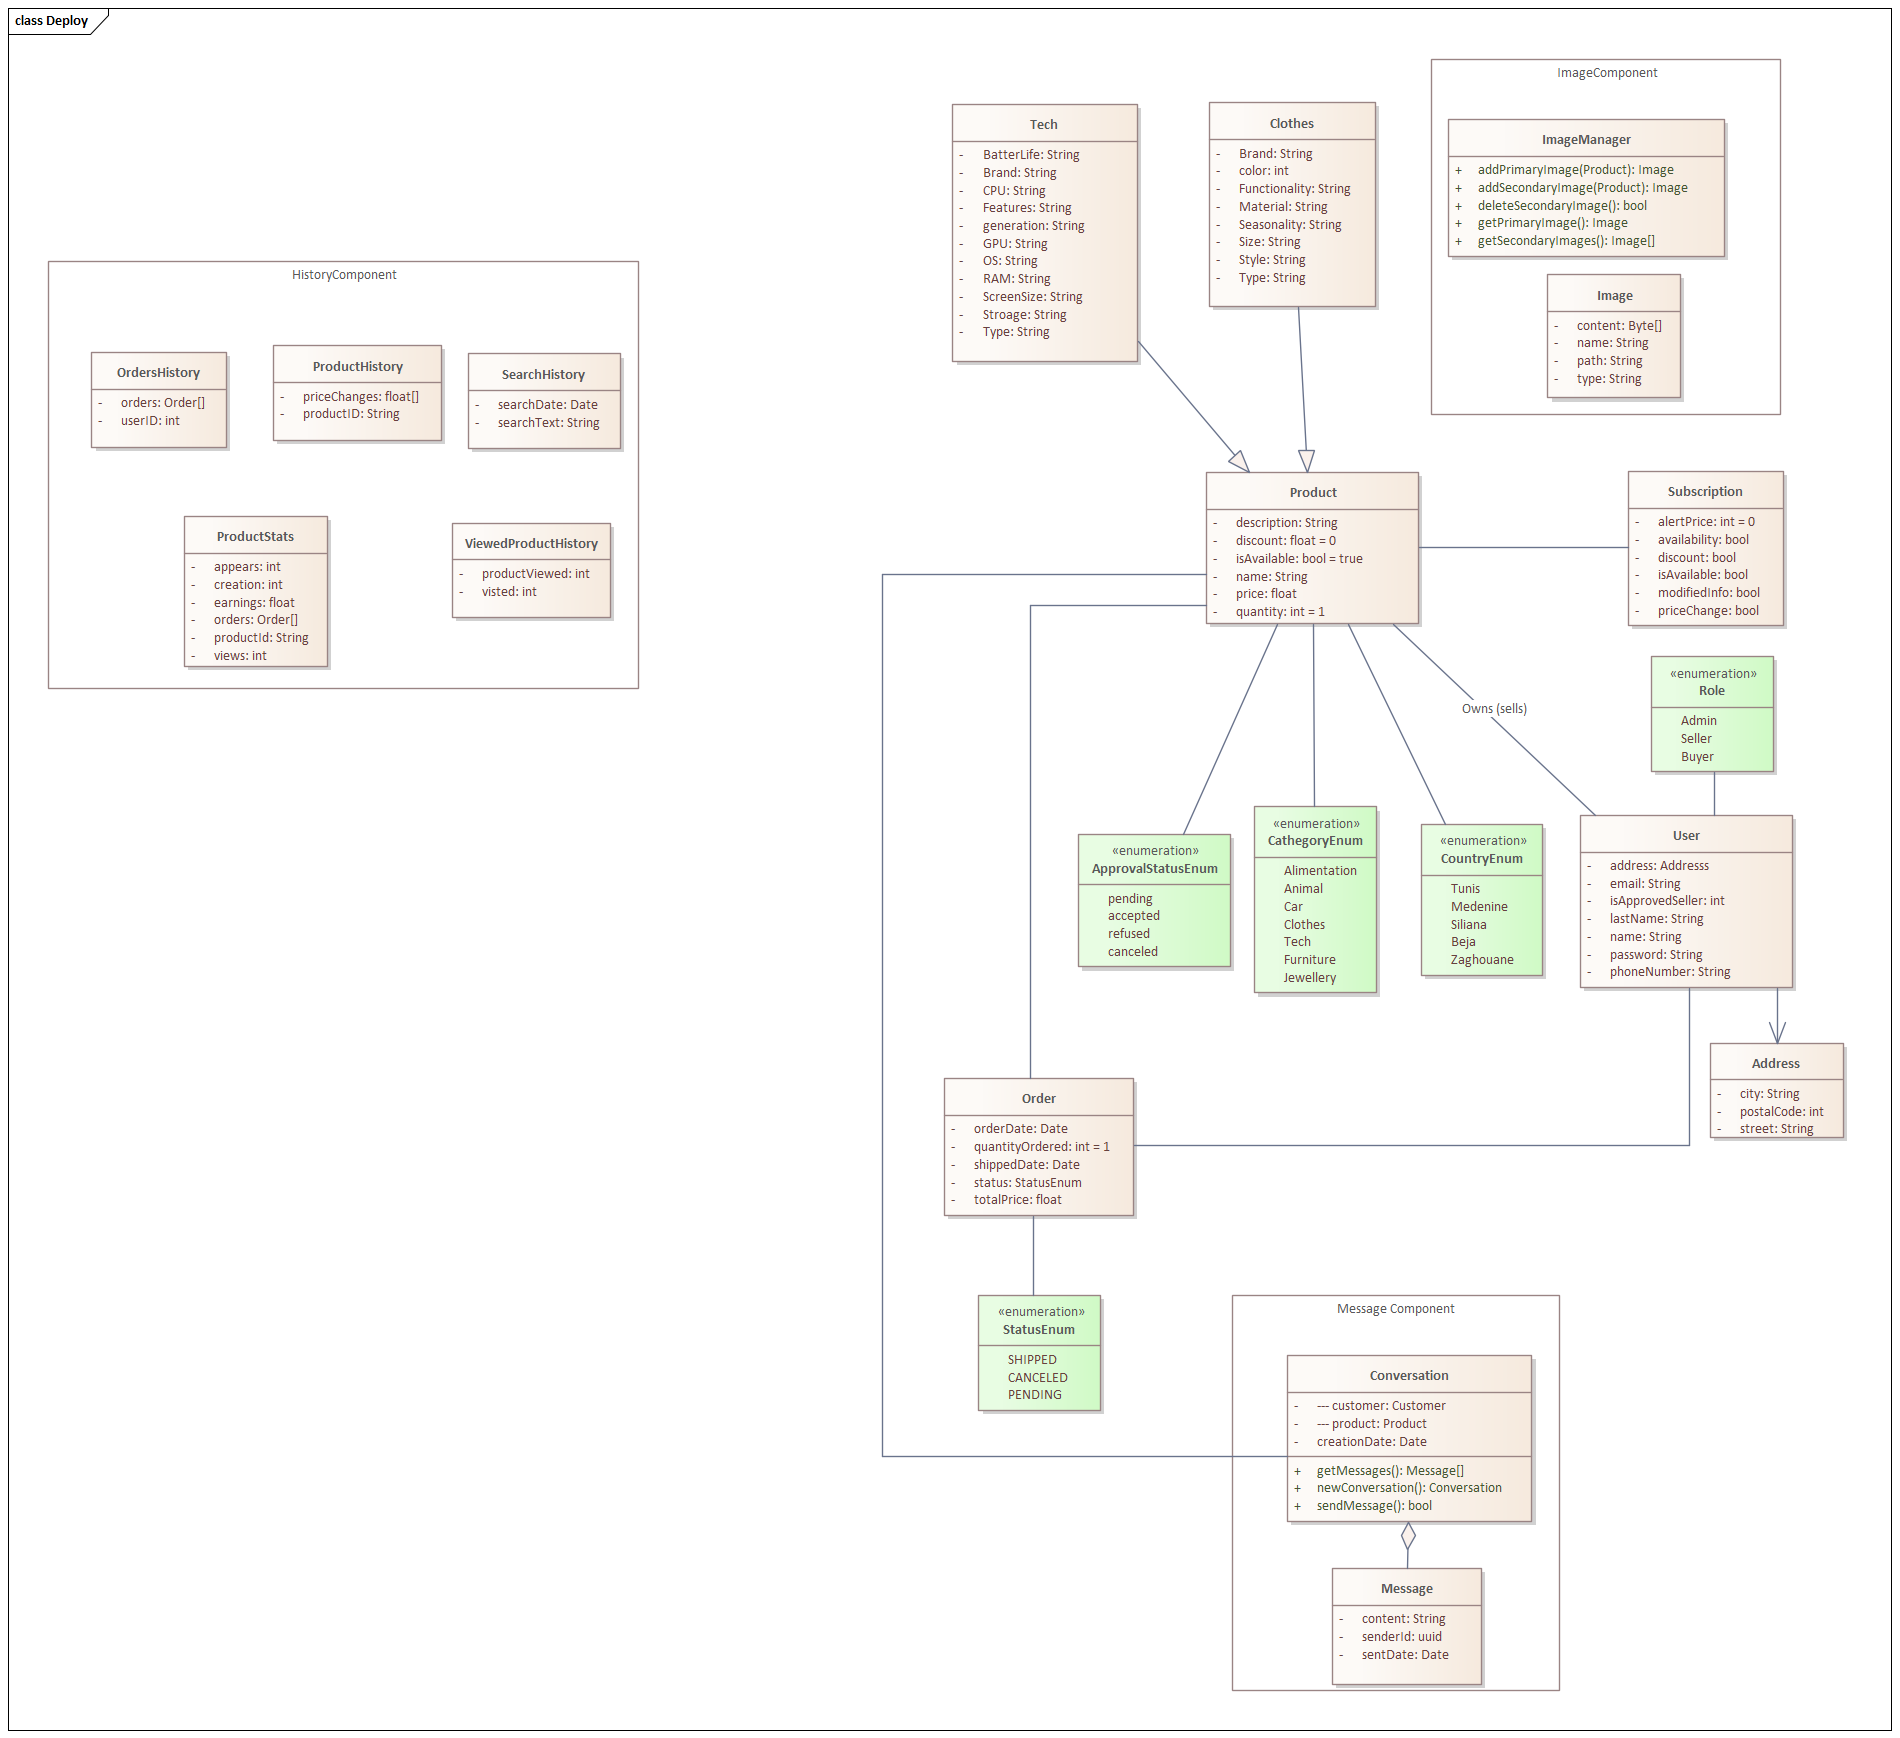 class Deploy
ImageComponent
ImageManager
+ addPrimaryImage(Product): Image
+ addSecondaryImage(Product): Image
+ deleteSecondaryImage(): bool
+ getPrimaryImage(): Image
+ getSecondaryImages(): Image[]
Image
- content: Byte[]
- name: String
- path: String
- type: String
Tech
- BatterLife: String
- Brand: String
- CPU: String
- Features: String
- generation: String
- GPU: String
- OS: String
- RAM: String
- ScreenSize: String
- Stroage: String
- Type: String
Clothes
- Brand: String
- color: int
- Functionality: String
- Material: String
- Seasonality: String
- Size: String
- Style: String
- Type: String
HistoryComponent
OrdersHistory
- orders: Order[]
- userID: int
ProductHistory
- priceChanges: float[]
- productID: String
SearchHistory
- searchDate: Date
- searchText: String
ProductStats
- appears: int
- creation: int
- earnings: float
- orders: Order[]
- productId: String
- views: int
ViewedProductHistory
- productViewed: int
- visted: int
Product
- description: String
- discount: float = 0
- isAvailable: bool = true
- name: String
- price: float
- quantity: int = 1
Subscription
- alertPrice: int = 0
- availability: bool
- discount: bool
- isAvailable: bool
- modifiedInfo: bool
- priceChange: bool
Owns (sells)
«enumeration»
Role
Admin
Seller
Buyer
«enumeration»
ApprovalStatusEnum
pending
accepted
refused
canceled
«enumeration»
CathegoryEnum
Alimentation
Animal
Car
Clothes
Tech
Furniture
Jewellery
«enumeration»
CountryEnum
Tunis
Medenine
Siliana
Beja
Zaghouane
User
- address: Addresss
- email: String
- isApprovedSeller: int
- lastName: String
- name: String
- password: String
- phoneNumber: String
Address
- city: String
- postalCode: int
- street: String
Order
- orderDate: Date
- quantityOrdered: int = 1
- shippedDate: Date
- status: StatusEnum
- totalPrice: float
«enumeration»
StatusEnum
SHIPPED
CANCELED
PENDING
Message Component
Conversation
- --- customer: Customer
- --- product: Product
- creationDate: Date
+ getMessages(): Message[]
+ newConversation(): Conversation
+ sendMessage(): bool
Message
- content: String
- senderId: uuid
- sentDate: Date